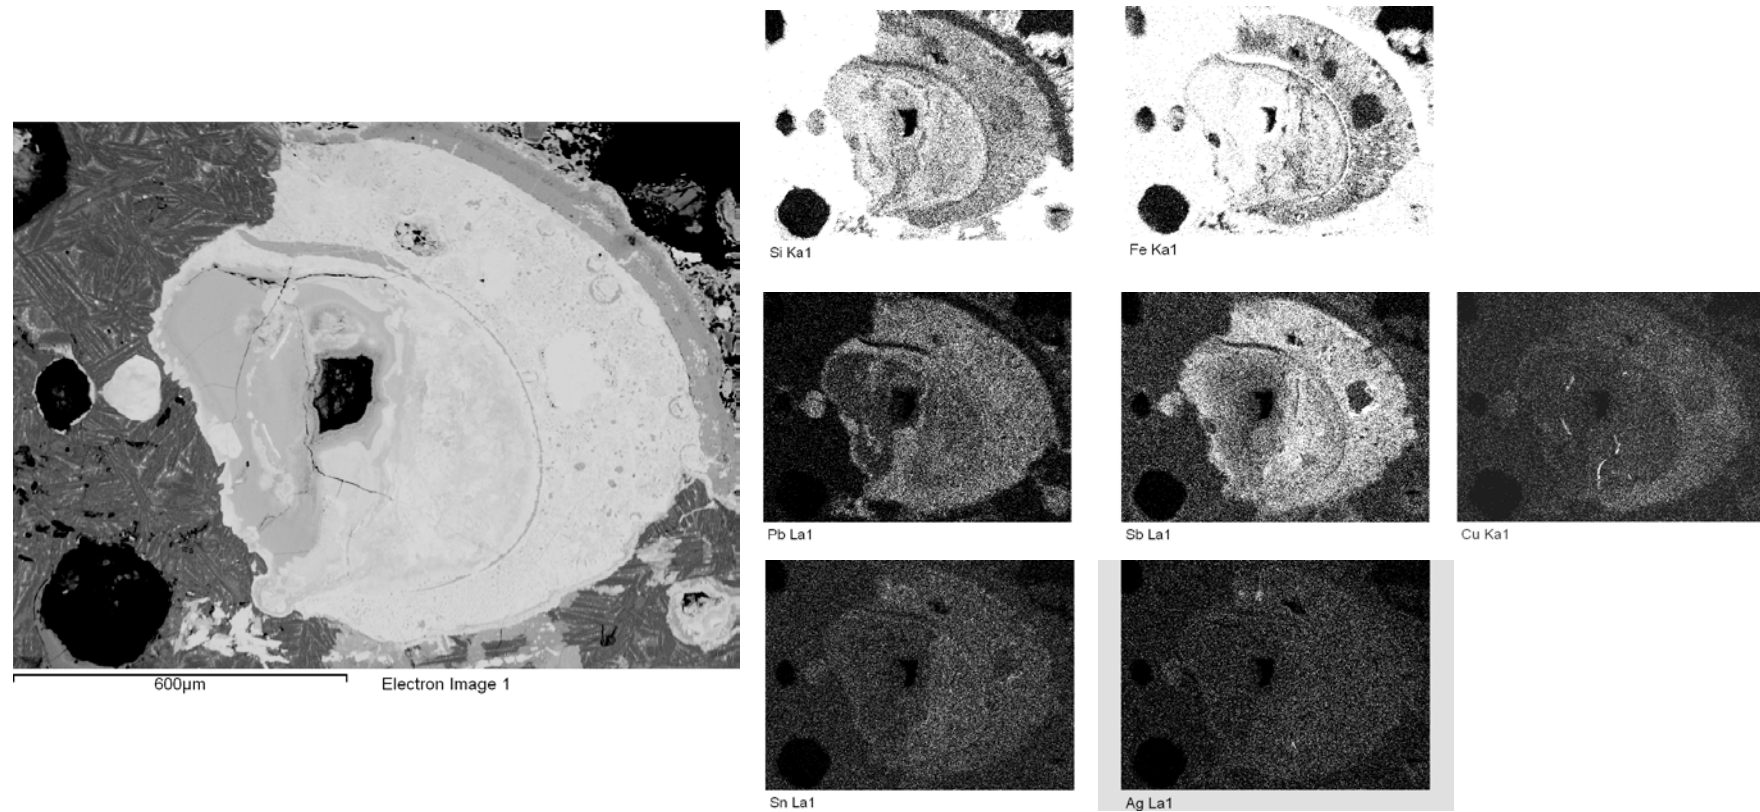 Si Ka1
Fe Ka1
Pb La1
Sb La1
Cu Ka1
600µm
Electron Image 1
Sn La1
Ag La1